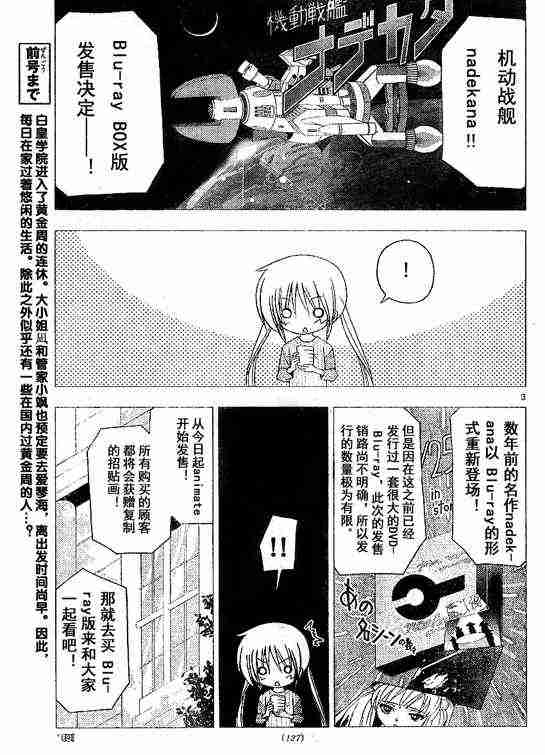 機動戦艦
ナデカナ
机动战舰
nadekana!!
Blu-ray BOX版
发售决定——!
前号まで
ぜんごう
白皇学院进入了黄金周的连休。大小姐凪和管家小飒也预定要去爱琴海。离出发时间尚早。因此,
每日在家过着悠闲的生活。除此之外似乎还有一些在国内过黄金周的人…?
!
3
数年前的名作nadek-
ana以 Blu-ray的形
式重新登场!
但是因在这之前已经
发行过一套很大的DVD-
Blu-ray,此次的发售
销路尚不明确,所以发
行的数量极为有限。
in
あの
!!
从今日起animate
开始发售!
所有购买的顾客
都将会获赠复制
的招贴画!
那就去买 Blu-
ray版来和大家
一起看吧!
(127)